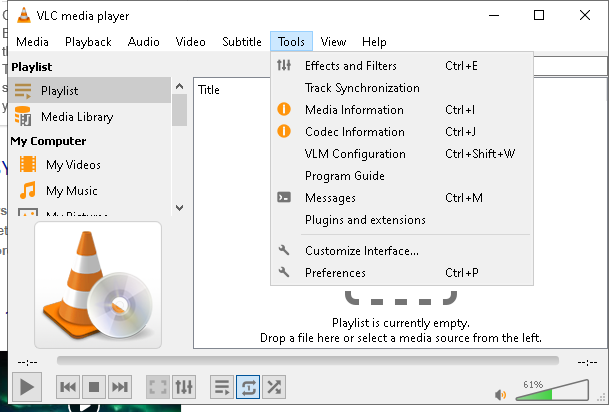 VLC media player
Media Playback Audio Video Subtitle Tools View Help
Playlist
Playlist
Media Library
My Computer
My Videos
My Music
My Pictures
Title
Effects and Filters Ctrl+E
Track Synchronization
Media Information Ctrl+I
Codec Information Ctrl+J
VLM Configuration Ctrl+Shift+W
Program Guide
Messages Ctrl+M
Plugins and extensions
Customize Interface...
Preferences Ctrl+P
Playlist is currently empty.
Drop a file here or select a media source from the left.
--:-- --:--
61%